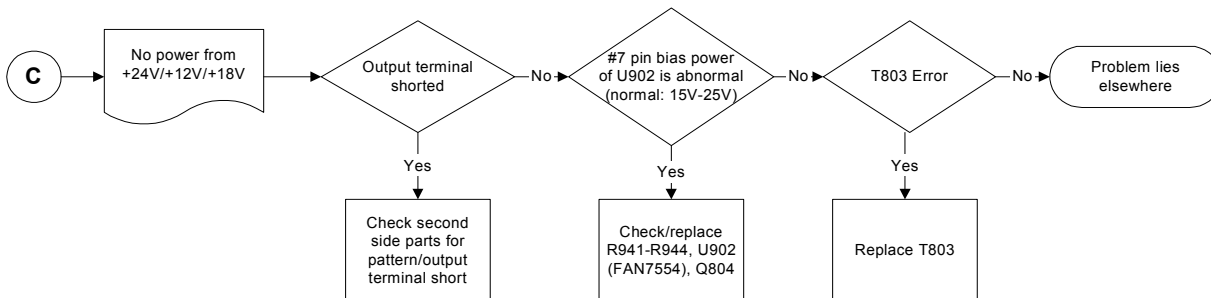 C
No power from
+24V/+12V/+18V
Output terminal
shorted
No
#7 pin bias power
of U902 is abnormal
(normal: 15V-25V)
No
T803 Error
No
Problem lies
elsewhere
Yes
Yes
Yes
Check second
side parts for
pattern/output
terminal short
Check/replace
R941-R944, U902
(FAN7554), Q804
Replace T803